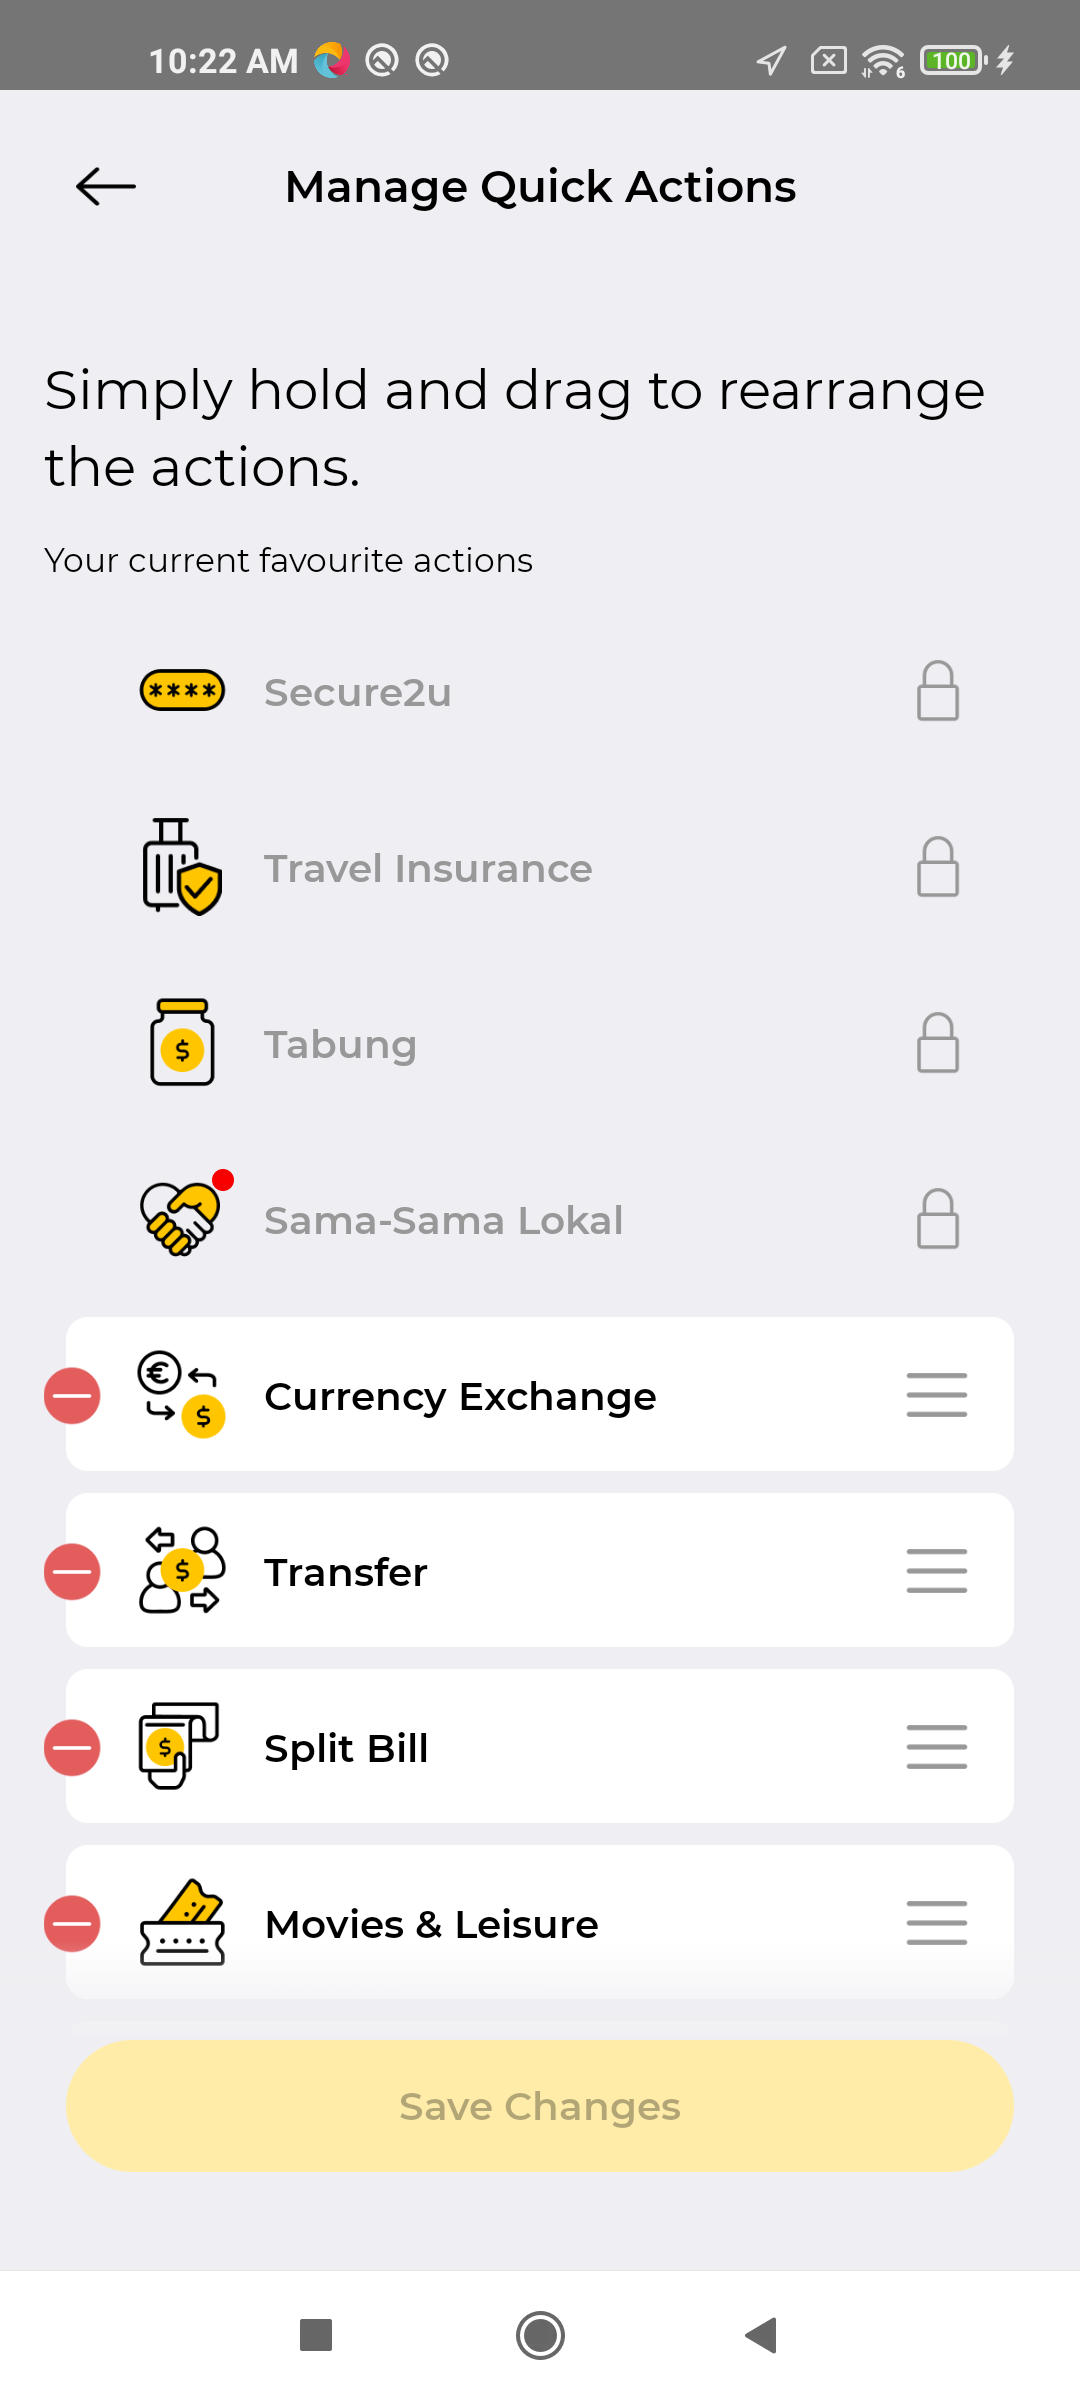 10:22 AM
6
100
Manage Quick Actions
Simply hold and drag to rearrange
the actions.
Your current favourite actions
****
Secure2u
Travel Insurance
$
Tabung
Sama-Sama Lokal
€
$
Currency Exchange
$
Transfer
$
Split Bill
Movies & Leisure
Save Changes